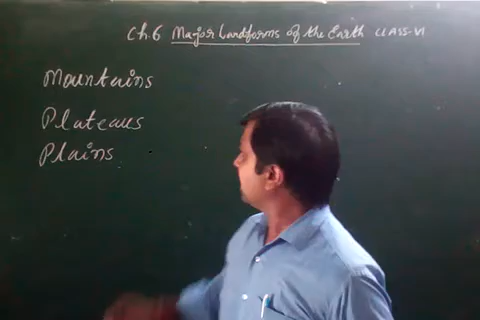 Ch.6 Major Landforms of the Earth CLASS-VI
Mountains
Plateaus
Plains